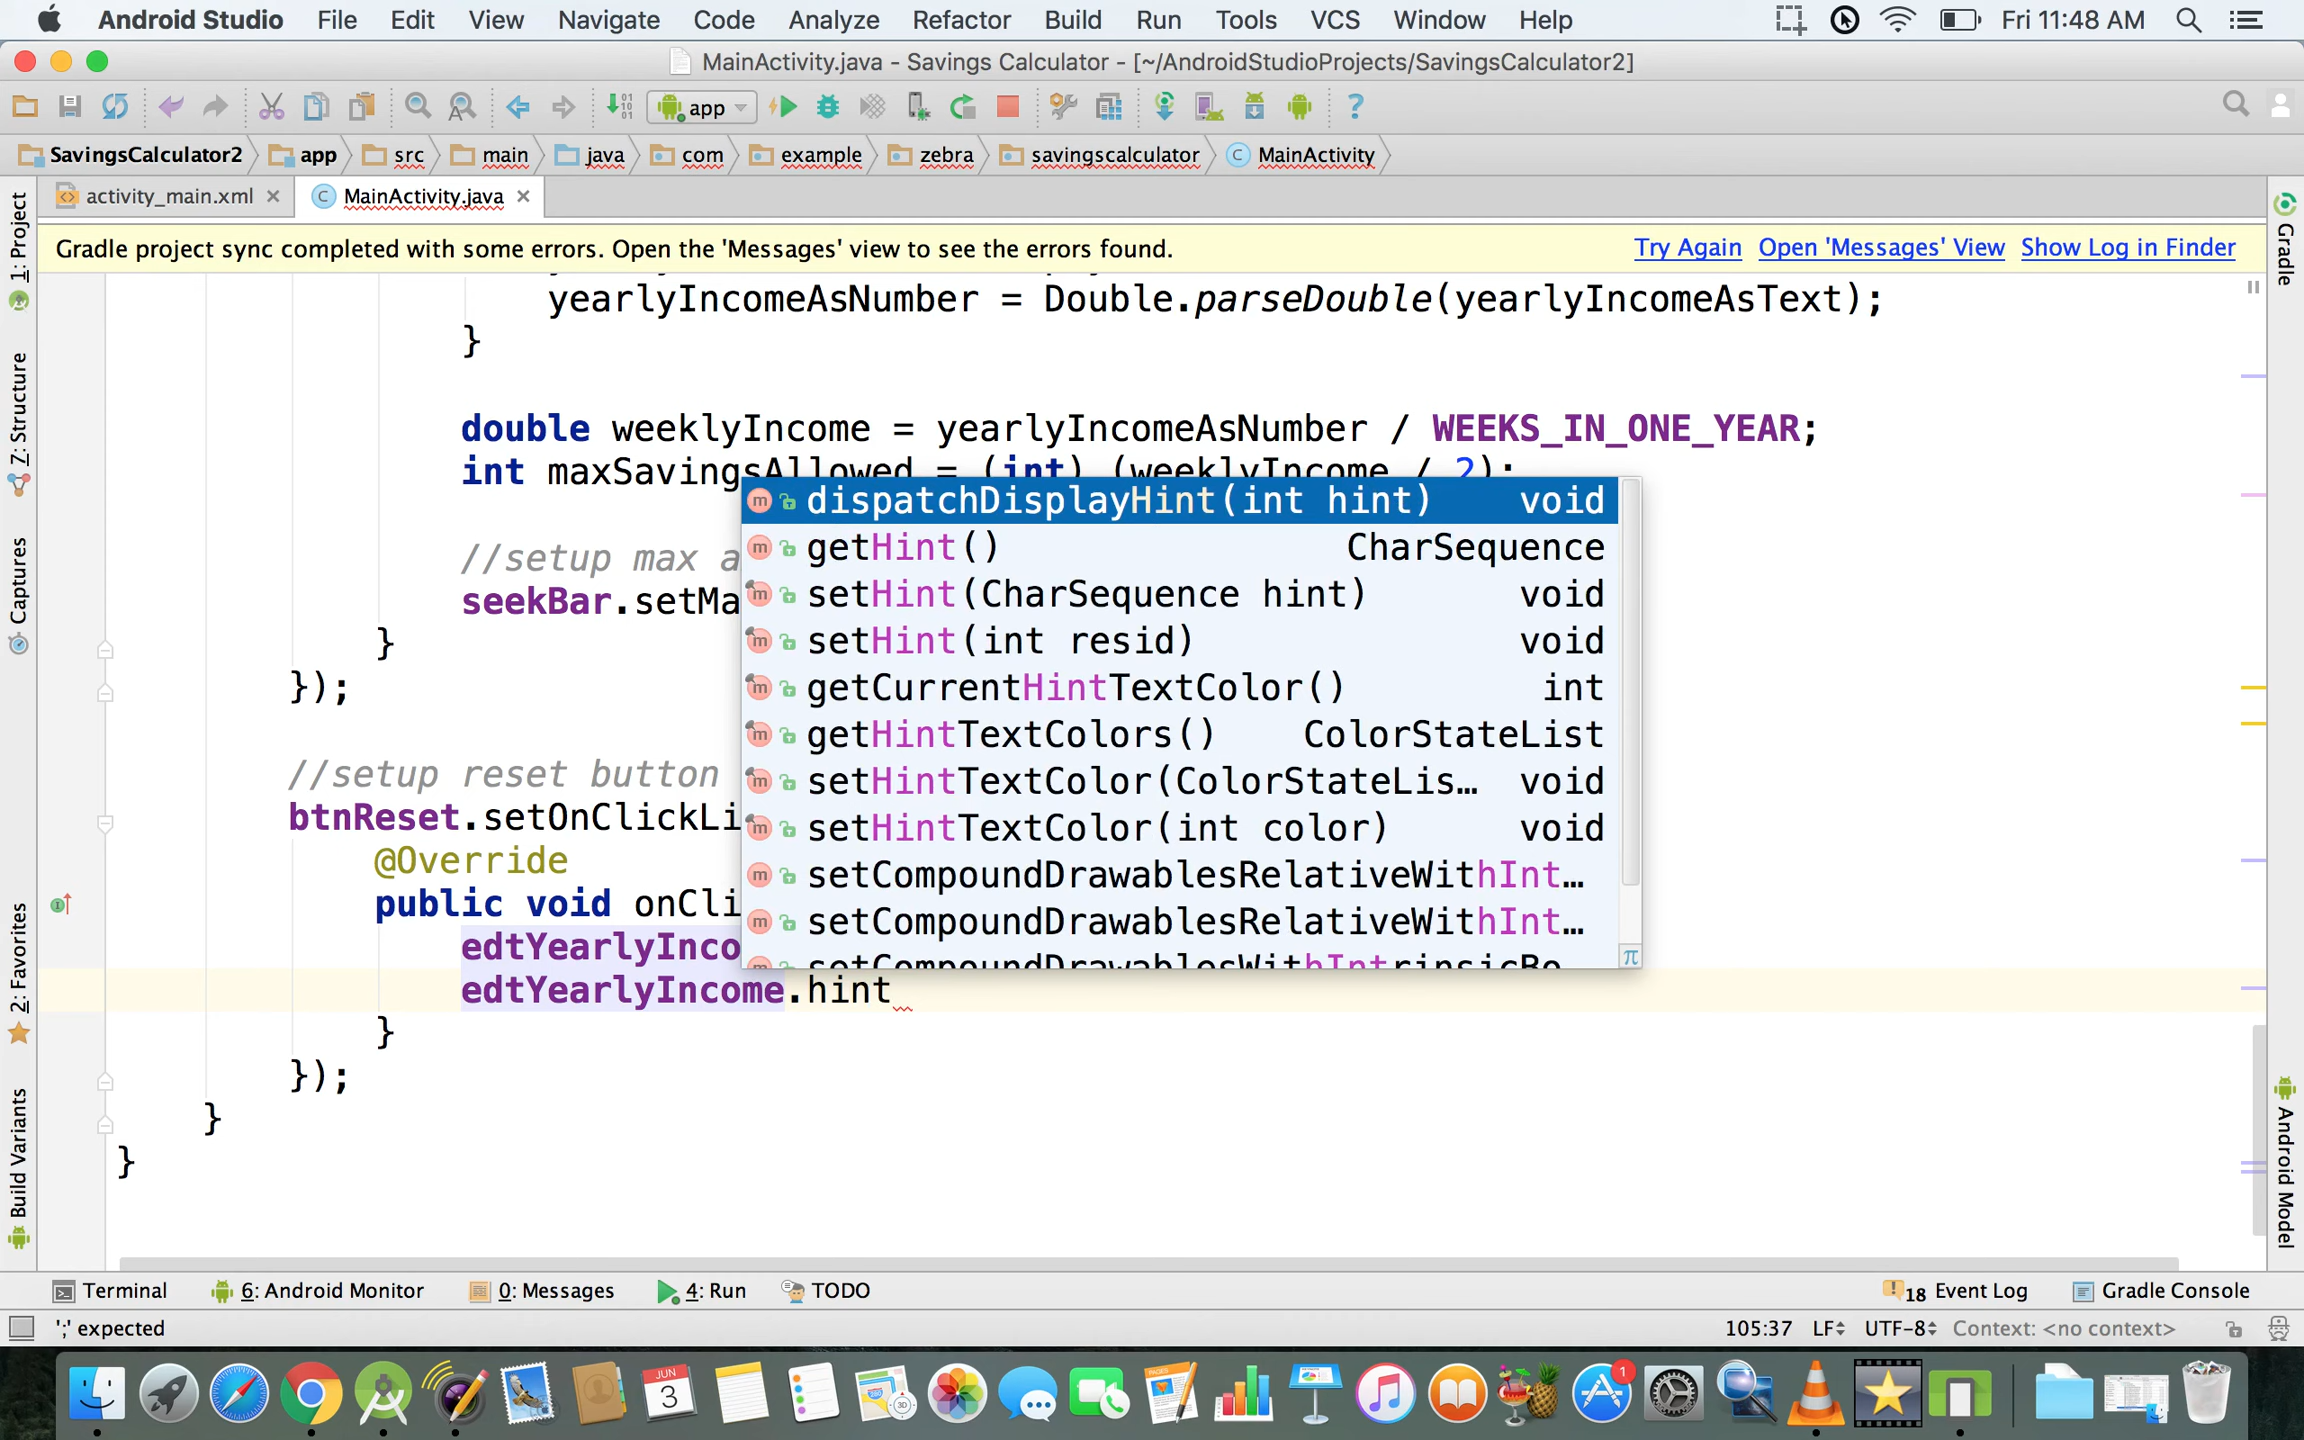 Android Studio File Edit View Navigate Code Analyze Refactor Build Run Tools VCS Window Help Fri 11:48 AM
MainActivity.java - Savings Calculator - [~/AndroidStudioProjects/SavingsCalculator2]
app
SavingsCalculator2 app src main java com example zebra savingscalculator MainActivity
activity_main.xml MainActivity.java
Gradle project sync completed with some errors. Open the 'Messages' view to see the errors found. Try Again Open 'Messages' View Show Log in Finder
1: Project
7: Structure
Captures
2: Favorites
Build Variants
yearlyIncomeAsNumber = Double.parseDouble(yearlyIncomeAsText);
}
double weeklyIncome = yearlyIncomeAsNumber / WEEKS_IN_ONE_YEAR;
int maxSavingsAllowed = (int) (weeklyIncome / 2);
//setup max a
seekBar.setMa
}
});
//setup reset button
btnReset.setOnClickLi
@Override
public void onCli
edtYearlyInco
edtYearlyIncome.hint
}
});
}
}
dispatchDisplayHint(int hint) void
getHint() CharSequence
setHint(CharSequence hint) void
setHint(int resid) void
getCurrentHintTextColor() int
getHintTextColors() ColorStateList
setHintTextColor(ColorStateLis… void
setHintTextColor(int color) void
setCompoundDrawablesRelativeWithInt…
setCompoundDrawablesRelativeWithInt…
setCompoundDrawablesWithIntrinsicBo
π
Gradle
Android Model
Terminal 6: Android Monitor 0: Messages 4: Run TODO 18 Event Log Gradle Console
';' expected 105:37 LF UTF-8 Context: <no context>
JUN
3
1